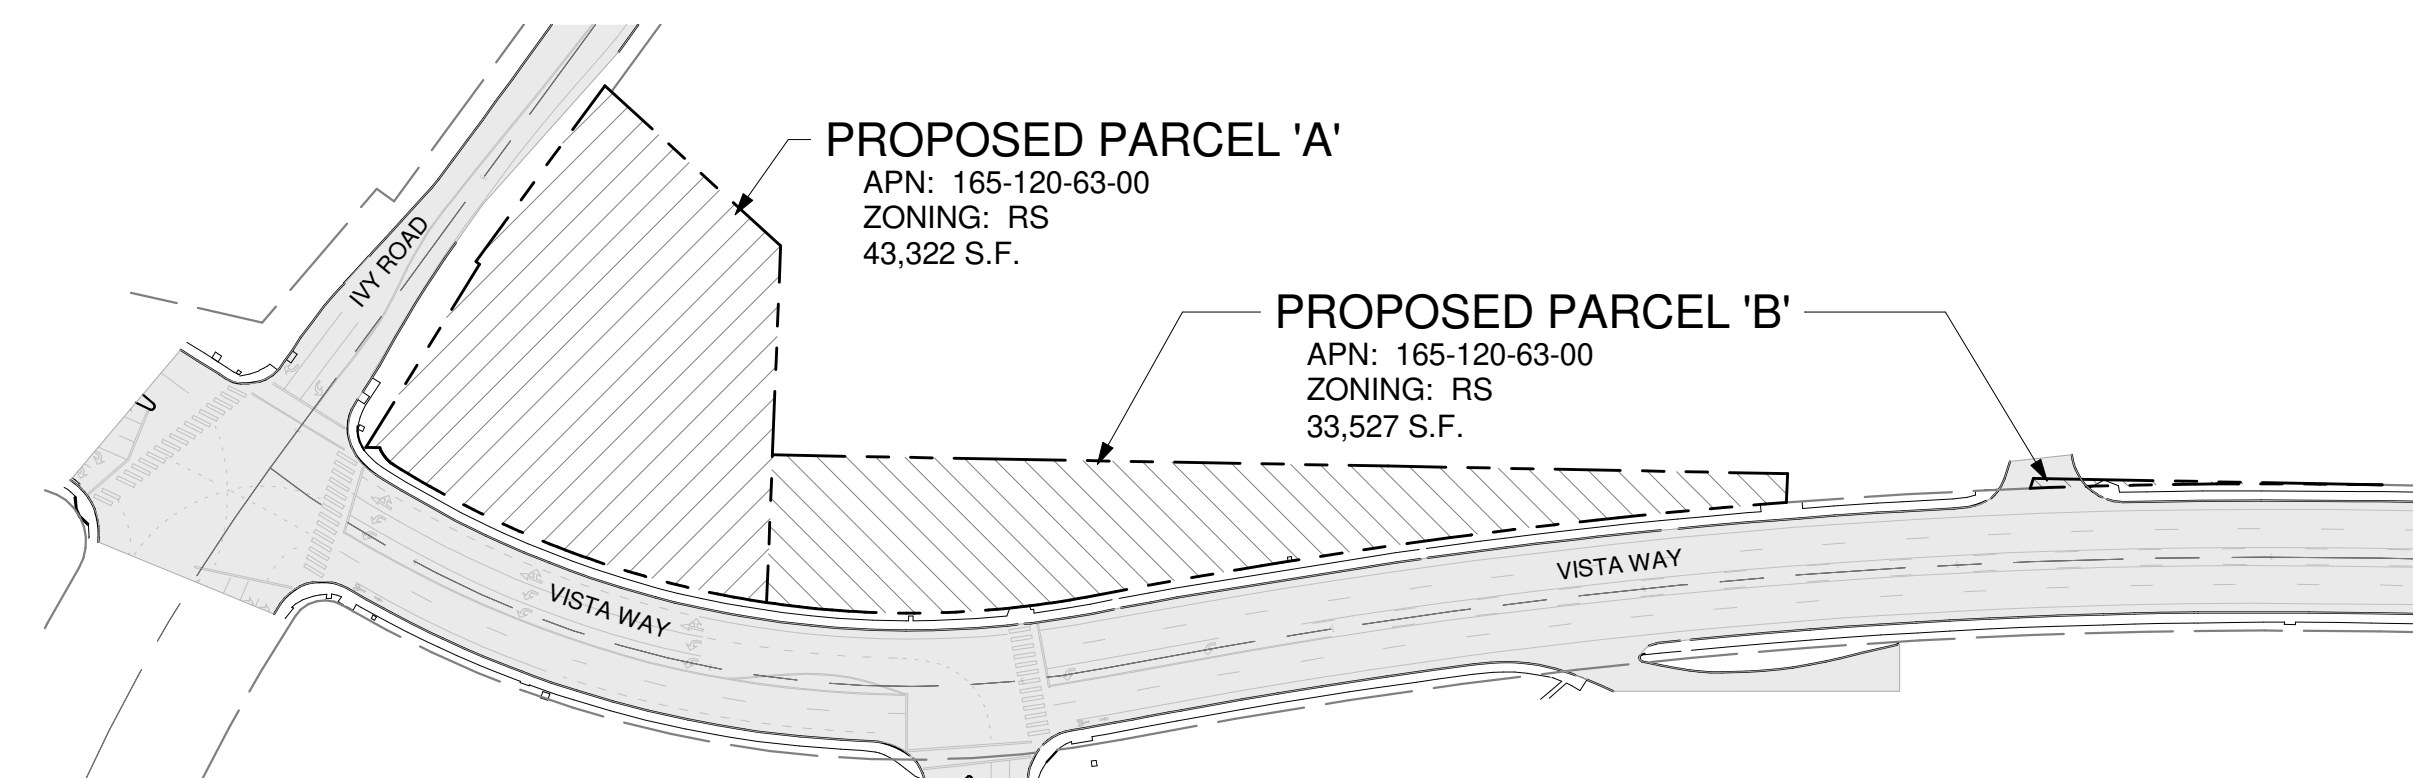 PROPOSED PARCEL 'A'
APN: 165-120-63-00
ZONING: RS
43,322 S.F.
IVY ROAD
PROPOSED PARCEL 'B'
APN: 165-120-63-00
ZONING: RS
33,527 S.F.
VISTA WAY
VISTA WAY